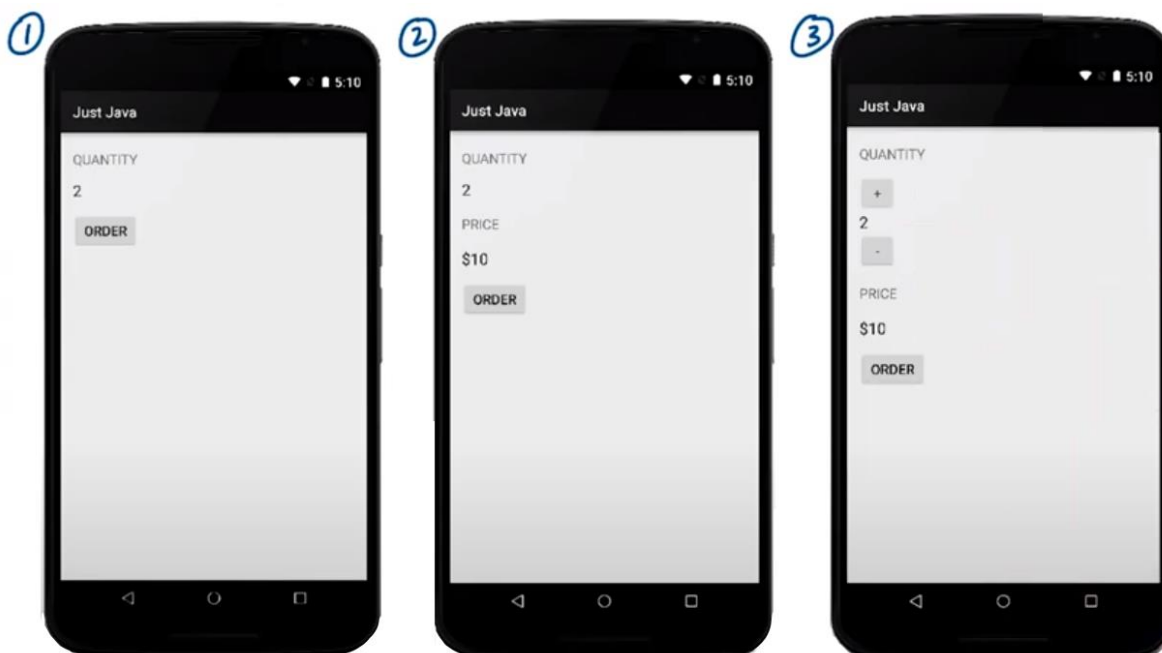 1
5:10
Just Java
QUANTITY
2
ORDER
2
5:10
Just Java
QUANTITY
2
PRICE
$10
ORDER
3
5:10
Just Java
QUANTITY
+
2
-
PRICE
$10
ORDER